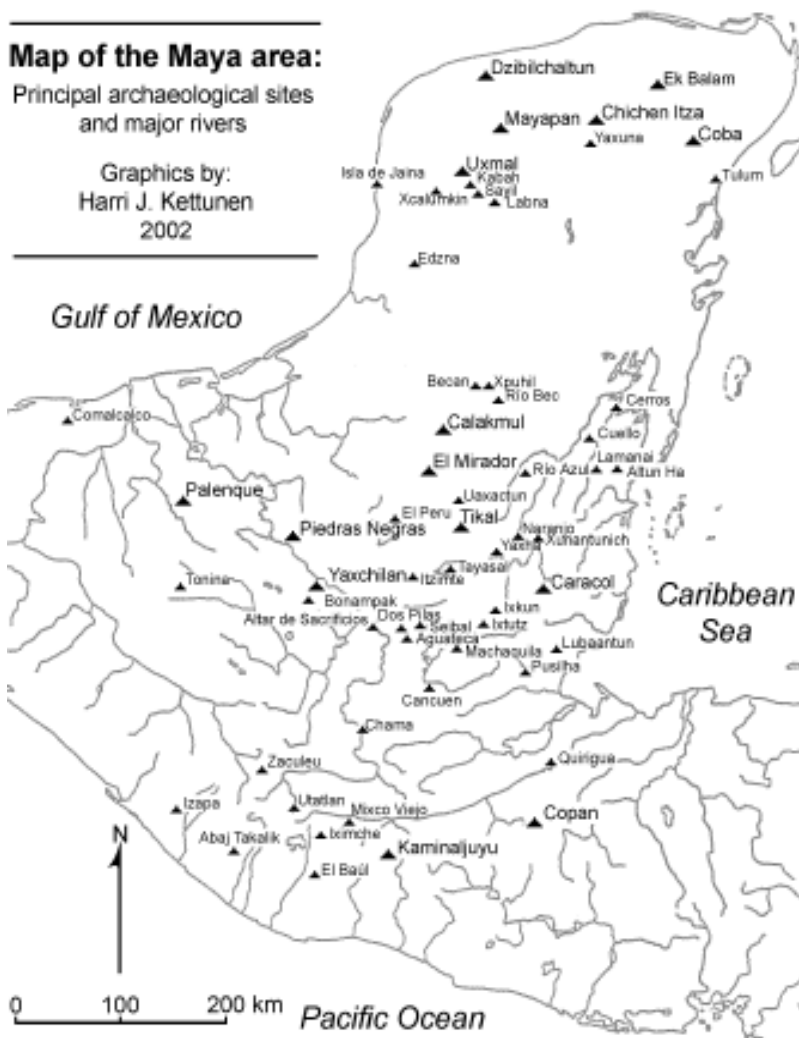 Map of the Maya area:
Principal archaeological sites
and major rivers
Graphics by:
Harri J. Kettunen
2002
Dzibilchaltun
Ek Balam
Mayapan
Chichen Itza
Yaxuna
Coba
Isla de Jaina
Uxmal
Kabah
Tulum
Xcalumkin
Sayil
Labna
Edzna
Gulf of Mexico
Becan
Xpuhil
Río Bec
Cerros
Comalcalco
Calakmul
Cuello
El Mirador
Río Azul
Lamanai
Altun Ha
Palenque
Uaxactun
El Peru
Tikal
Piedras Negras
Naranjo
Xunantunich
Yaxha
Tayasal
Tonina
Yaxchilan
Itzimte
Caracol
Caribbean
Sea
Bonampak
Ixkun
Altar de Sacrificios
Dos Pilas
Seibal
Ixtutz
Aguateca
Machaquila
Lubaantun
Pusilha
Cancuen
Chama
Zaculeu
Quirigua
Izapa
Utatlan
Mixco Viejo
Copan
N
Abaj Takalik
Iximche
Kaminaljuyu
El Baúl
0 100 200 km
Pacific Ocean